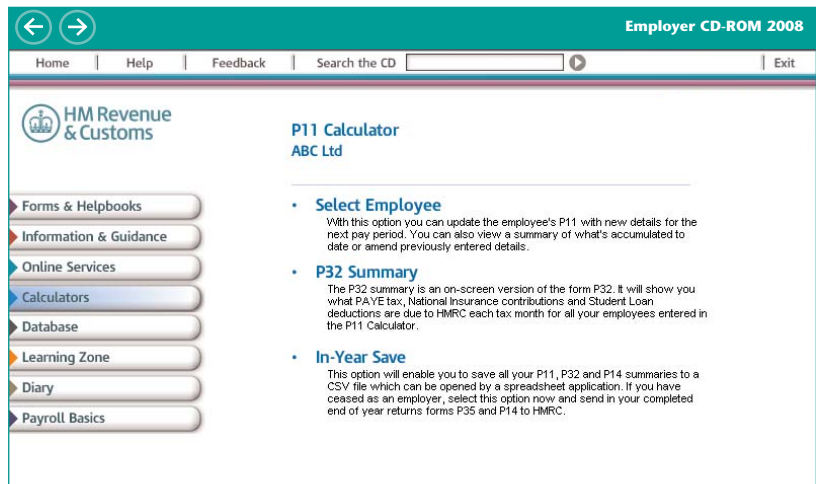 Employer CD-ROM 2008
Home | Help | Feedback | Search the CD | Exit
HM Revenue
& Customs
P11 Calculator
ABC Ltd
Forms & Helpbooks
Information & Guidance
Online Services
Calculators
Database
Learning Zone
Diary
Payroll Basics
• Select Employee
With this option you can update the employee's P11 with new details for the
next pay period. You can also view a summary of what's accumulated to
date or amend previously entered details.
• P32 Summary
The P32 summary is an on-screen version of the form P32. It will show you
what PAYE tax, National Insurance contributions and Student Loan
deductions are due to HMRC each tax month for all your employees entered in
the P11 Calculator.
• In-Year Save
This option will enable you to save all your P11, P32 and P14 summaries to a
CSV file which can be opened by a spreadsheet application. If you have
ceased as an employer, select this option now and send in your completed
end of year returns forms P35 and P14 to HMRC.